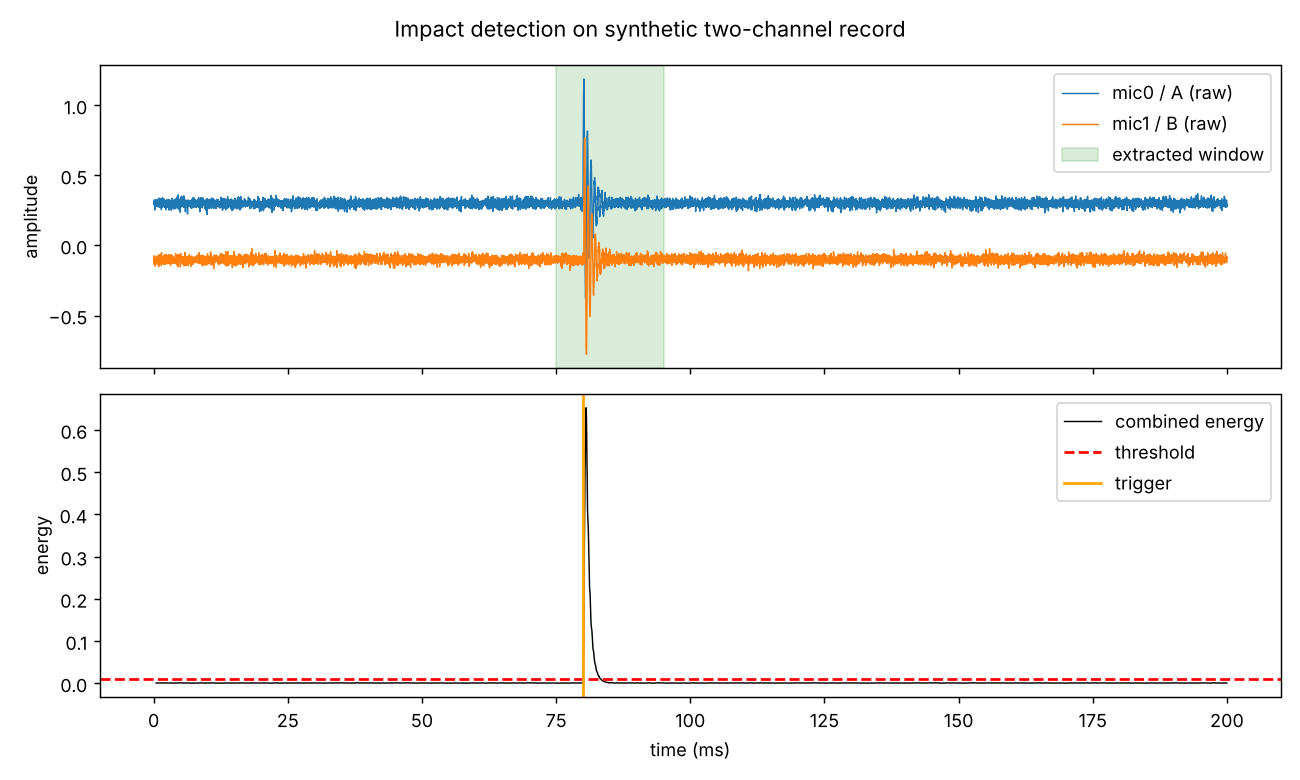 Impact detection on synthetic two-channel record
amplitude
1.0
0.5
0.0
−0.5
mic0 / A (raw)
mic1 / B (raw)
extracted window
energy
0.6
0.5
0.4
0.3
0.2
0.1
0.0
combined energy
threshold
trigger
0 25 50 75 100 125 150 175 200
time (ms)